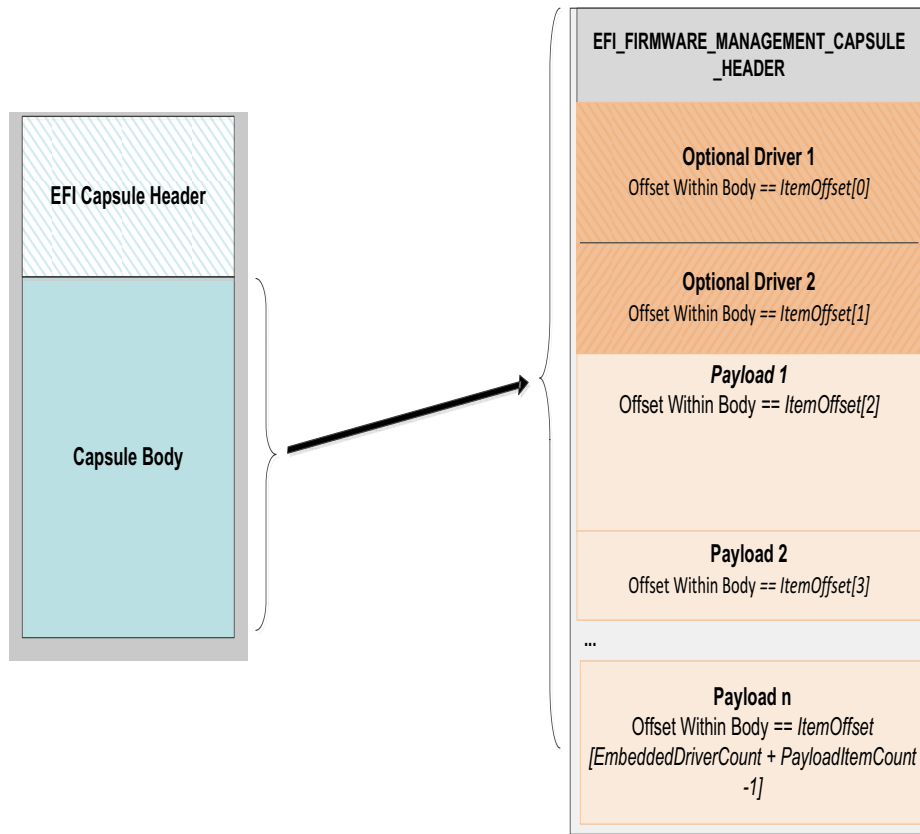 EFI Capsule Header
Capsule Body
EFI_FIRMWARE_MANAGEMENT_CAPSULE
_HEADER
Optional Driver 1
Offset Within Body == ItemOffset[0]
Optional Driver 2
Offset Within Body == ItemOffset[1]
Payload 1
Offset Within Body == ItemOffset[2]
Payload 2
Offset Within Body == ItemOffset[3]
...
Payload n
Offset Within Body == ItemOffset
[EmbeddedDriverCount + PayloadItemCount
-1]